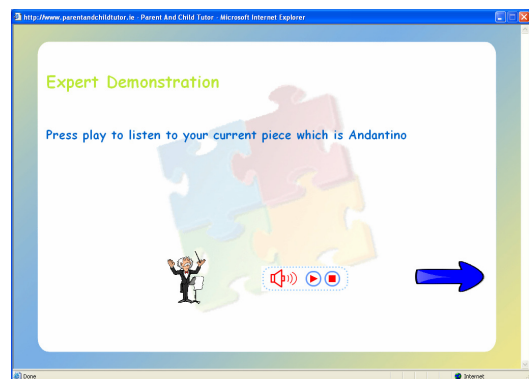 http://www.parentandchildtutor.ie - Parent And Child Tutor - Microsoft Internet Explorer
Expert Demonstration
Press play to listen to your current piece which is Andantino
Done
Internet